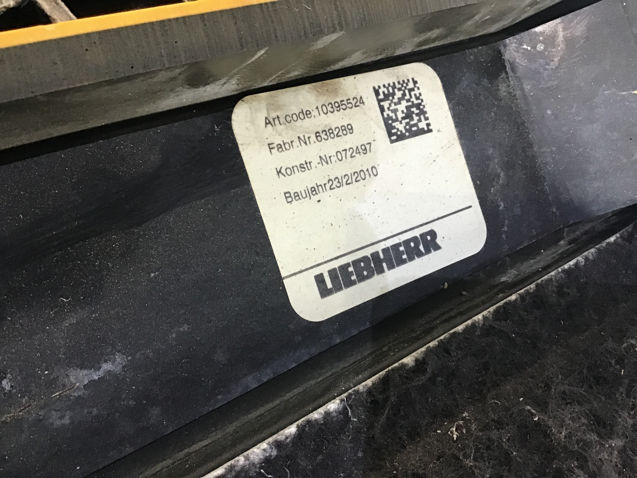 Art.code:10395524
Fabr.Nr.638289
Konstr.-Nr:072497
Baujahr23/2/2010
LIEBHERR